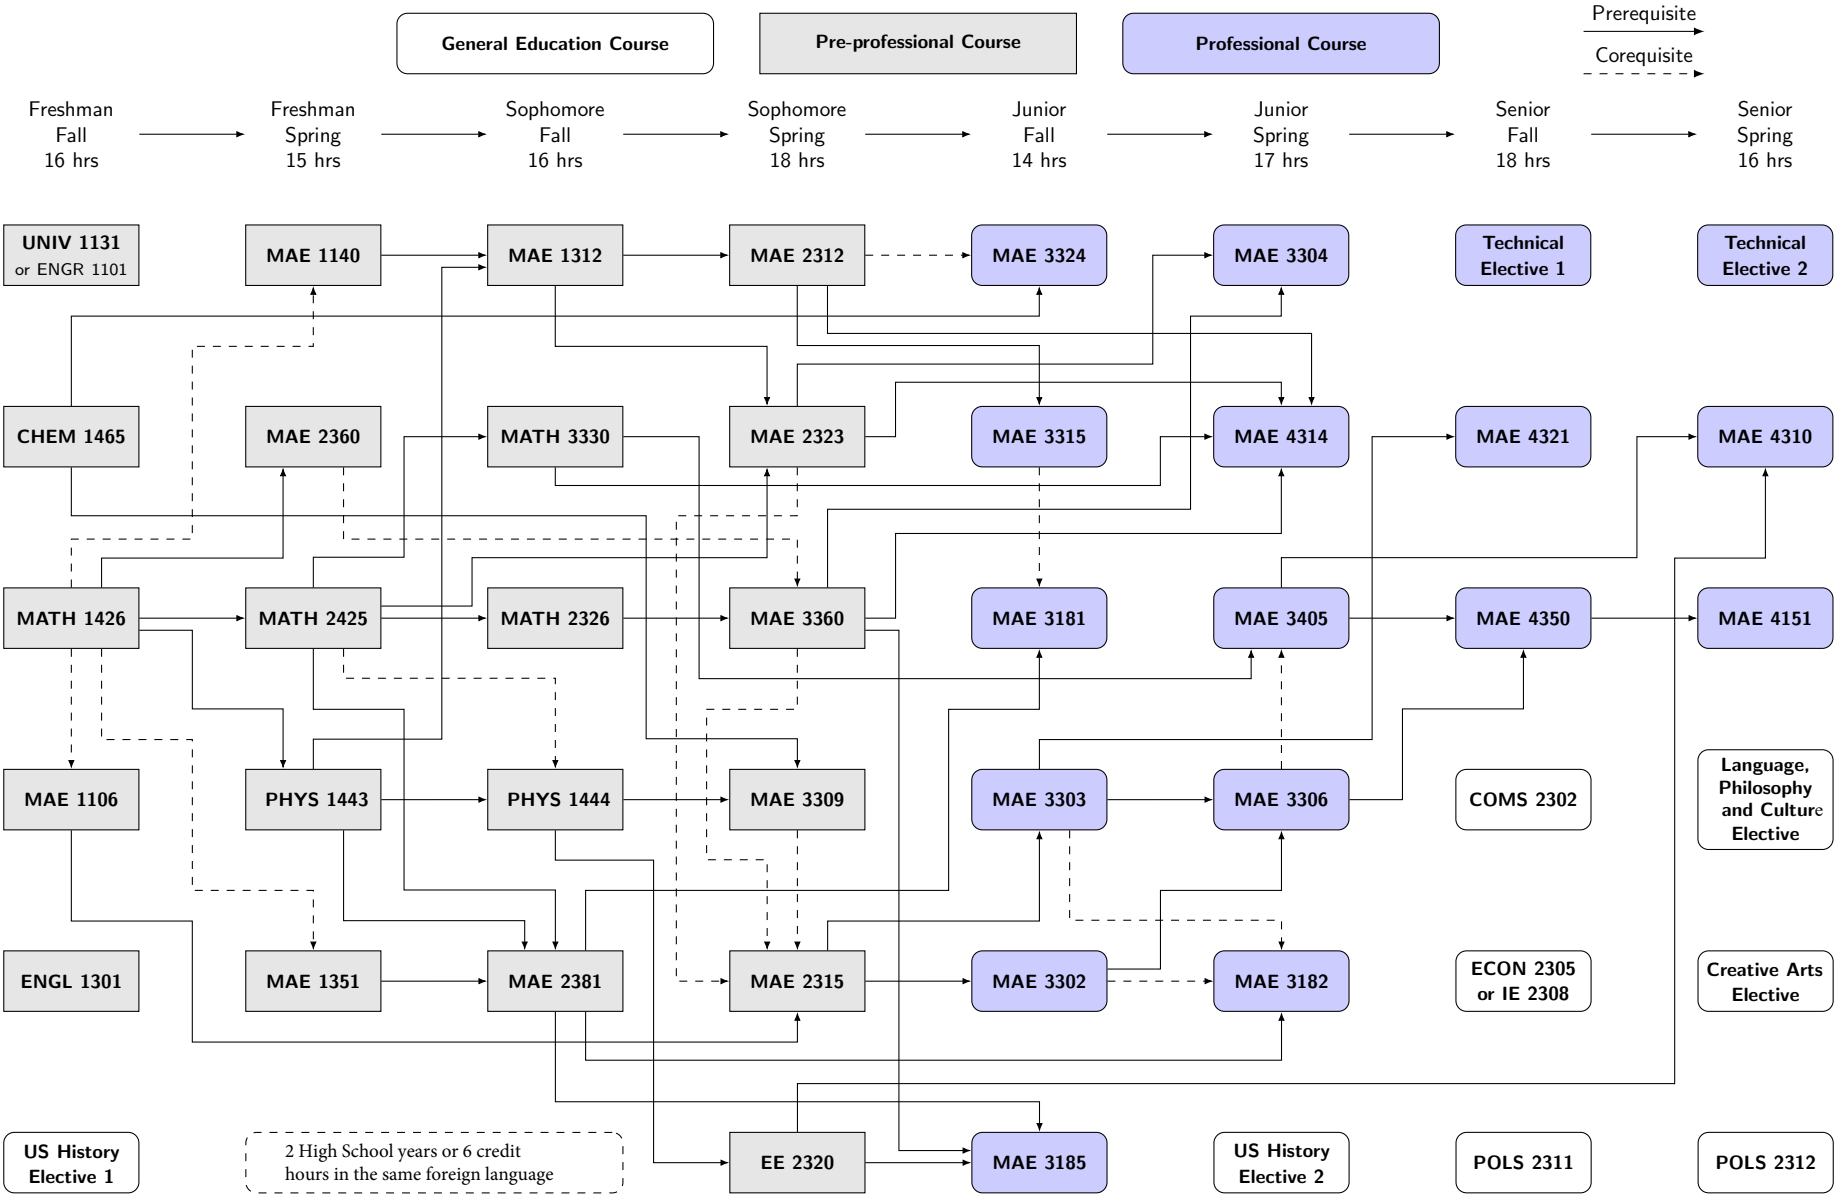 General Education Course
Pre-professional Course
Professional Course
Prerequisite
Corequisite
Freshman
Fall
16 hrs
Freshman
Spring
15 hrs
Sophomore
Fall
16 hrs
Sophomore
Spring
18 hrs
Junior
Fall
14 hrs
Junior
Spring
17 hrs
Senior
Fall
18 hrs
Senior
Spring
16 hrs
UNIV 1131
or ENGR 1101
MAE 1140
MAE 1312
MAE 2312
MAE 3324
MAE 3304
Technical
Elective 1
Technical
Elective 2
CHEM 1465
MAE 2360
MATH 3330
MAE 2323
MAE 3315
MAE 4314
MAE 4321
MAE 4310
MATH 1426
MATH 2425
MATH 2326
MAE 3360
MAE 3181
MAE 3405
MAE 4350
MAE 4151
MAE 1106
PHYS 1443
PHYS 1444
MAE 3309
MAE 3303
MAE 3306
COMS 2302
Language,
Philosophy
and Culture
Elective
ENGL 1301
MAE 1351
MAE 2381
MAE 2315
MAE 3302
MAE 3182
ECON 2305
or IE 2308
Creative Arts
Elective
US History
Elective 1
2 High School years or 6 credit
hours in the same foreign language
EE 2320
MAE 3185
US History
Elective 2
POLS 2311
POLS 2312